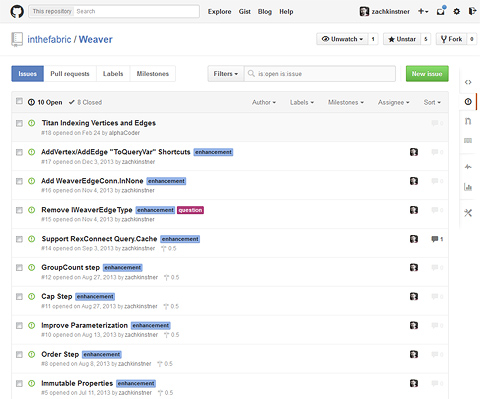 This repository Search Explore Gist Blog Help zachkinstner
inthefabric / Weaver Unwatch 1 Unstar 5 Fork 0
Issues Pull requests Labels Milestones Filters is:open is:issue New issue
10 Open 8 Closed Author Labels Milestones Assignee Sort
Titan Indexing Vertices and Edges
#18 opened on Feb 24 by alphaCoder
AddVertex/AddEdge "ToQueryVar" Shortcuts enhancement
#17 opened on Dec 3, 2013 by zachkinstner
Add WeaverEdgeConn.InNone enhancement
#16 opened on Nov 4, 2013 by zachkinstner
Remove IWeaverEdgeType enhancement question
#15 opened on Nov 4, 2013 by zachkinstner
Support RexConnect Query.Cache enhancement 1
#14 opened on Sep 3, 2013 by zachkinstner 0.5
GroupCount step enhancement
#12 opened on Aug 27, 2013 by zachkinstner 0.5
Cap Step enhancement
#11 opened on Aug 27, 2013 by zachkinstner 0.5
Improve Parameterization enhancement
#10 opened on Aug 13, 2013 by zachkinstner 0.5
Order Step enhancement
#8 opened on Aug 8, 2013 by zachkinstner 0.5
Immutable Properties enhancement
#5 opened on Jul 11, 2013 by zachkinstner 0.5